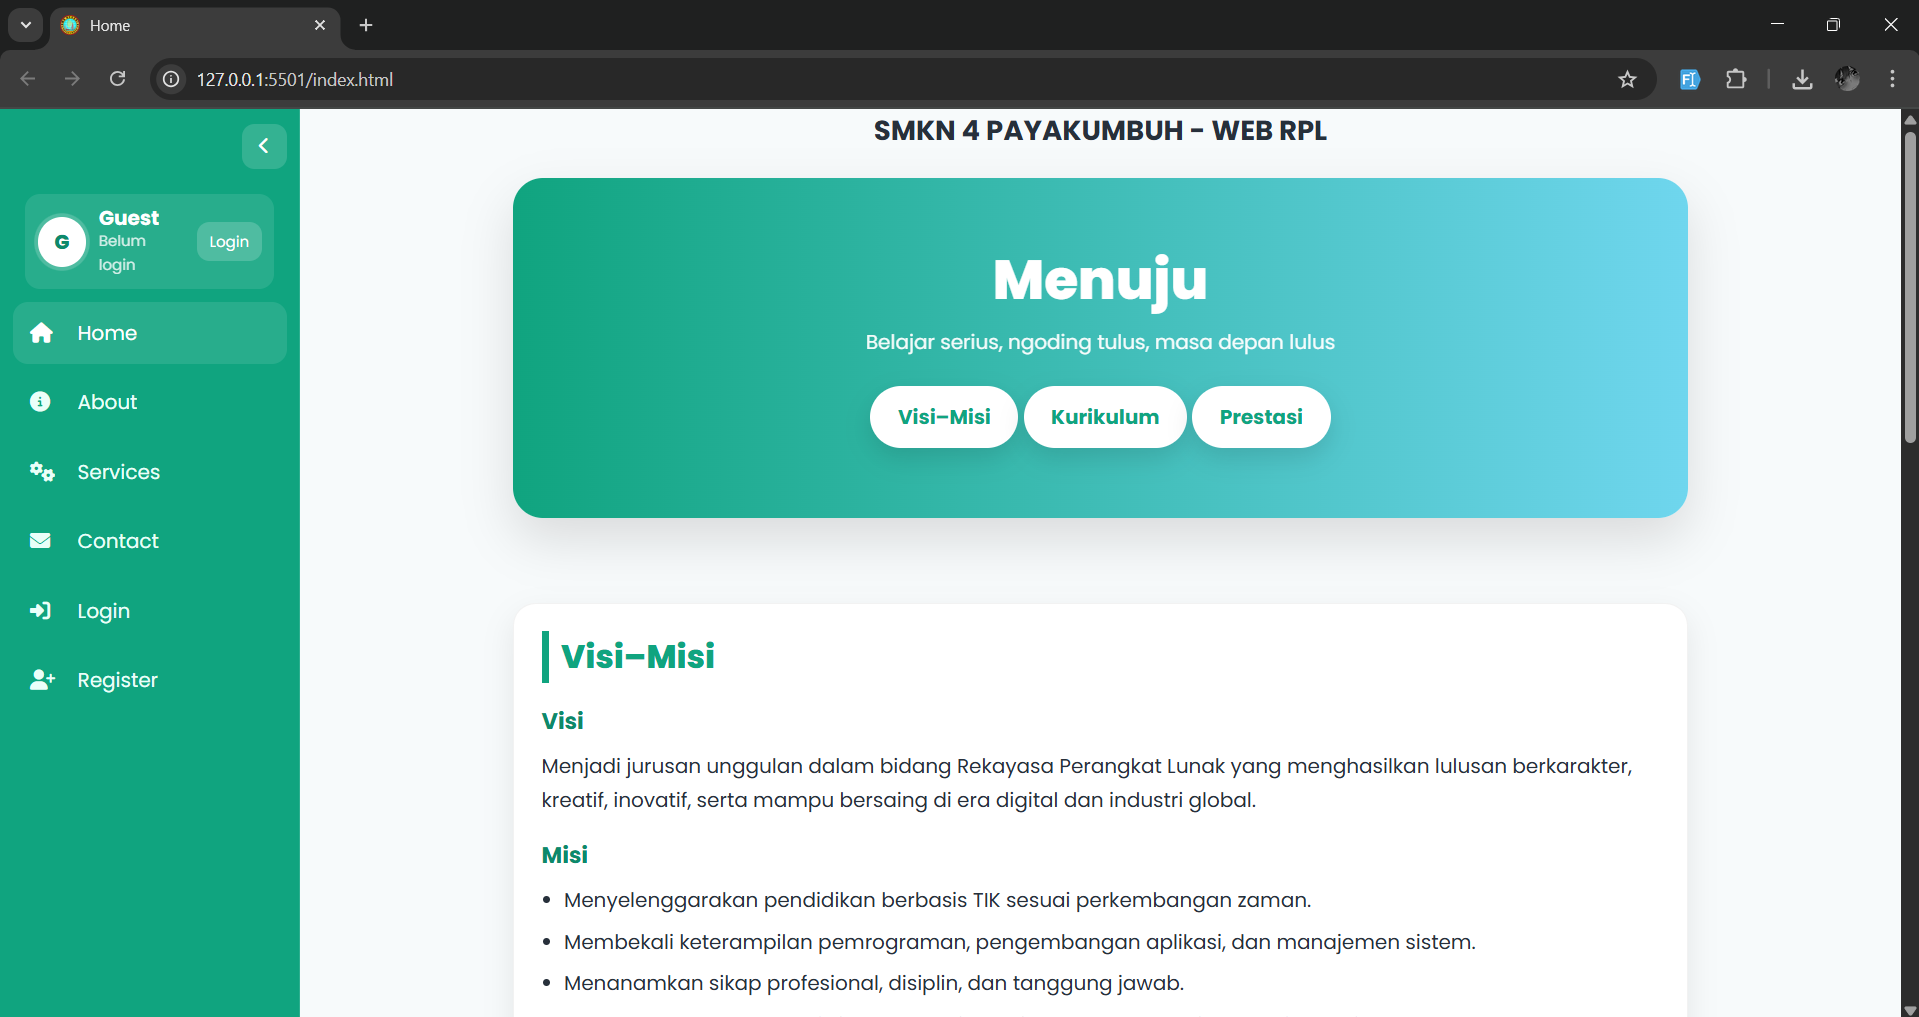 Home
127.0.0.1:5501/index.html
SMKN 4 PAYAKUMBUH - WEB RPL
G
Guest
Belum
login
Login
Home
About
Services
Contact
Login
Register
Menuju
Belajar serius, ngoding tulus, masa depan lulus
Visi–Misi
Kurikulum
Prestasi
Visi–Misi
Visi
Menjadi jurusan unggulan dalam bidang Rekayasa Perangkat Lunak yang menghasilkan lulusan berkarakter,
kreatif, inovatif, serta mampu bersaing di era digital dan industri global.
Misi
• Menyelenggarakan pendidikan berbasis TIK sesuai perkembangan zaman.
• Membekali keterampilan pemrograman, pengembangan aplikasi, dan manajemen sistem.
• Menanamkan sikap profesional, disiplin, dan tanggung jawab.